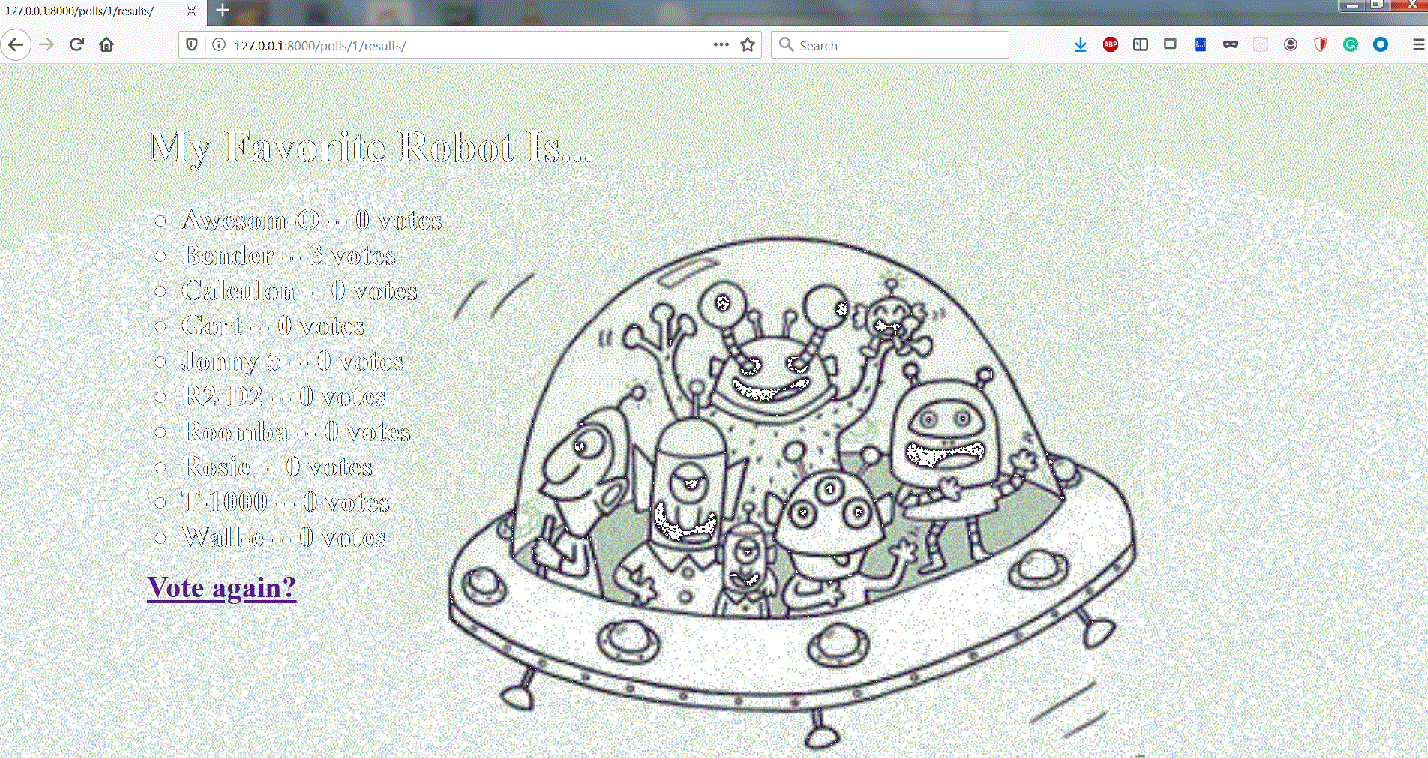 127.0.0.1:8000/polls/1/results/
127.0.0.1:8000/polls/1/results/
Search
ABP
My Favorite Robot Is...
Awesom-O -- 0 votes
Bender -- 3 votes
Calculon -- 0 votes
Gort -- 0 votes
Jonny 5 -- 0 votes
R2-D2 -- 0 votes
Roomba -- 0 votes
Rosie -- 0 votes
T-1000 -- 0 votes
Wall-e -- 0 votes
Vote again?